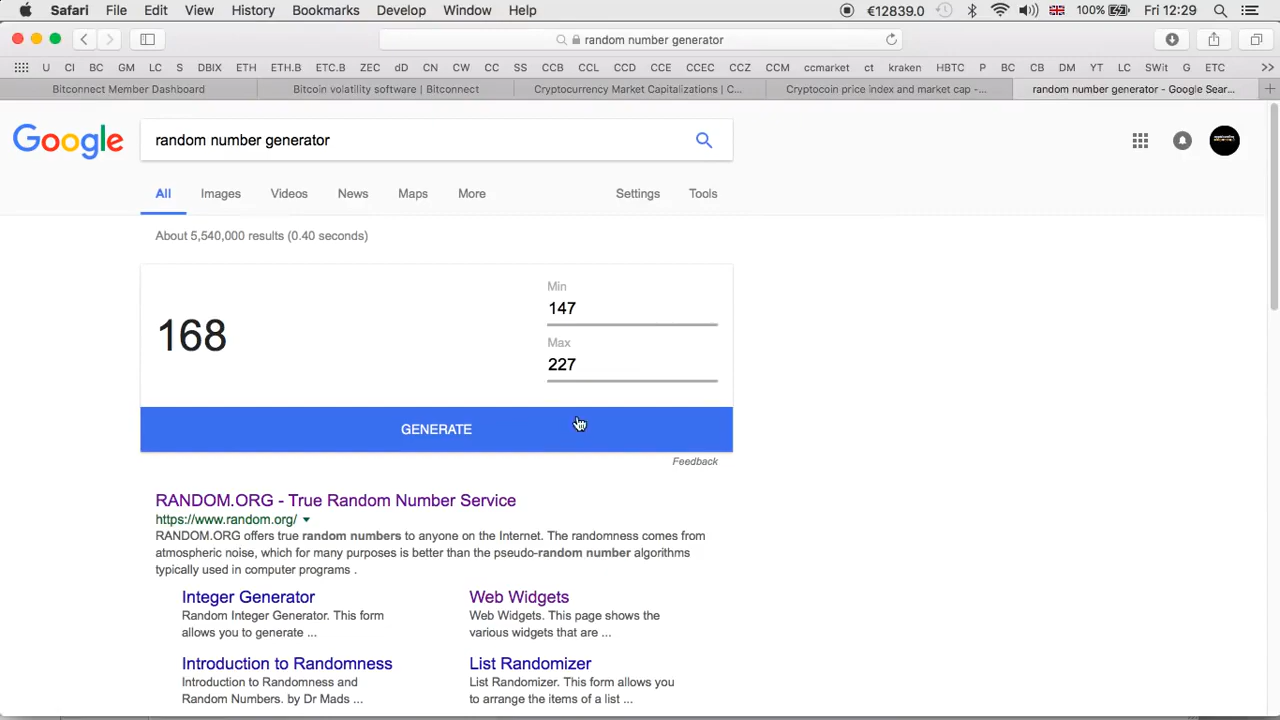 Safari File Edit View History Bookmarks Develop Window Help €12839.0 100% Fri 12:29
random number generator
U CI BC GM LC S DBIX ETH ETH.B ETC.B ZEC dD CN CW CC SS CCB CCL CCD CCE CCEC CCZ CCM ccmarket ct kraken HBTC P BC CB DM YT LC SWit G ETC
Bitconnect Member Dashboard Bitcoin volatility software | Bitconnect Cryptocurrency Market Capitalizations | C... Cryptocoin price index and market cap -... random number generator - Google Sear...
Google random number generator
All Images Videos News Maps More Settings Tools
About 5,540,000 results (0.40 seconds)
Min
147
168
Max
227
GENERATE
Feedback
RANDOM.ORG - True Random Number Service
https://www.random.org/
RANDOM.ORG offers true random numbers to anyone on the Internet. The randomness comes from
atmospheric noise, which for many purposes is better than the pseudo-random number algorithms
typically used in computer programs .
Integer Generator
Random Integer Generator. This form
allows you to generate ...
Web Widgets
Web Widgets. This page shows the
various widgets that are ...
Introduction to Randomness
Introduction to Randomness and
Random Numbers. by Dr Mads ...
List Randomizer
List Randomizer. This form allows you
to arrange the items of a list ...